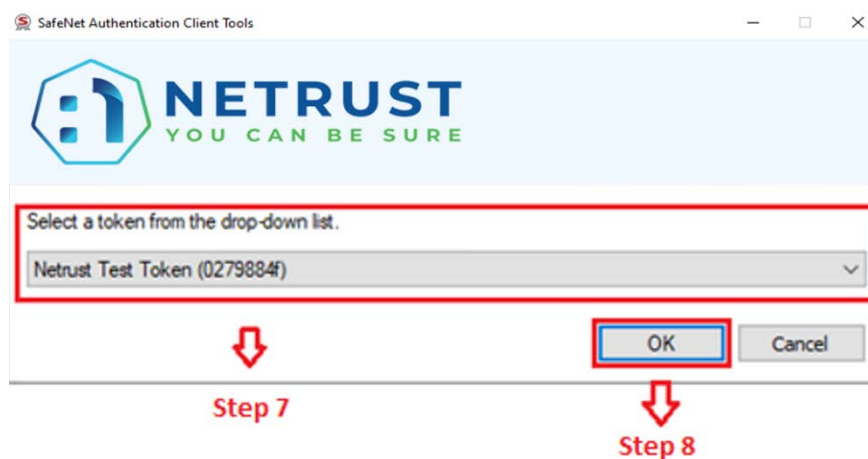 SafeNet Authentication Client Tools
NETRUST
YOU CAN BE SURE
Select a token from the drop-down list.
Netrust Test Token (0279884f)
OK
Cancel
Step 7
Step 8